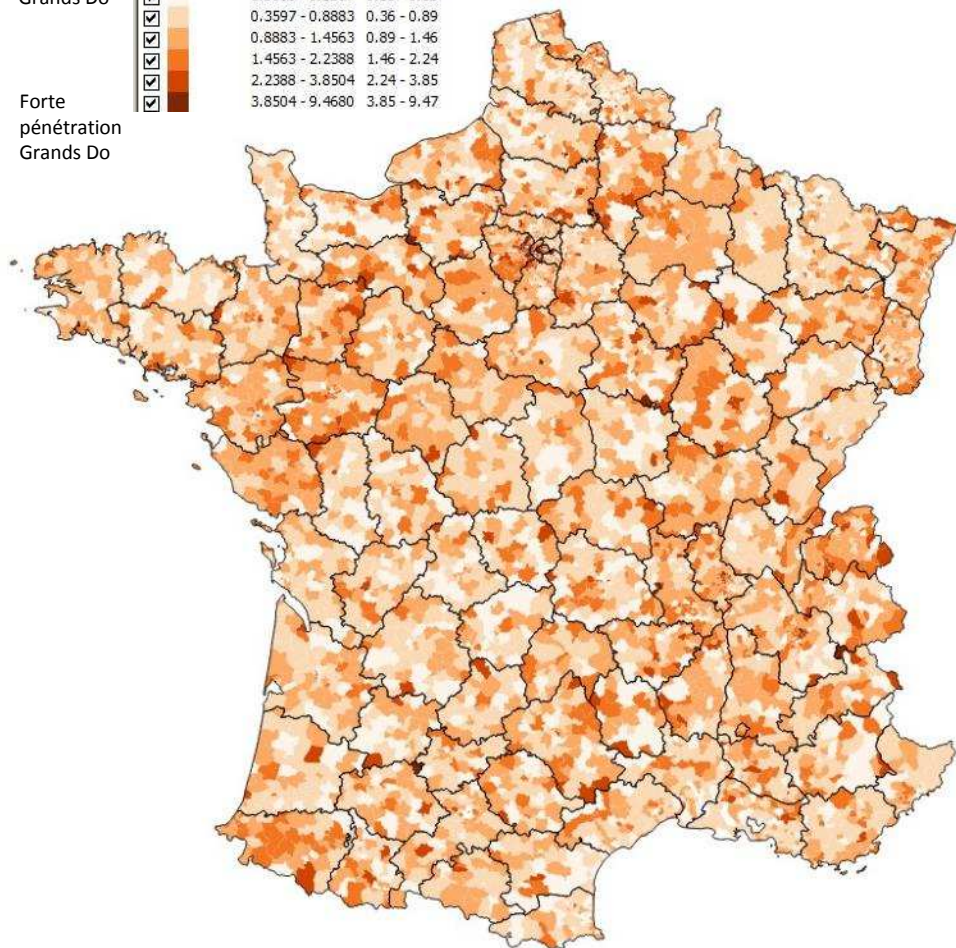 Grands Do
0.3597 - 0.8883 0.36 - 0.89
0.8883 - 1.4563 0.89 - 1.46
1.4563 - 2.2388 1.46 - 2.24
2.2388 - 3.8504 2.24 - 3.85
3.8504 - 9.4680 3.85 - 9.47
Forte
pénétration
Grands Do